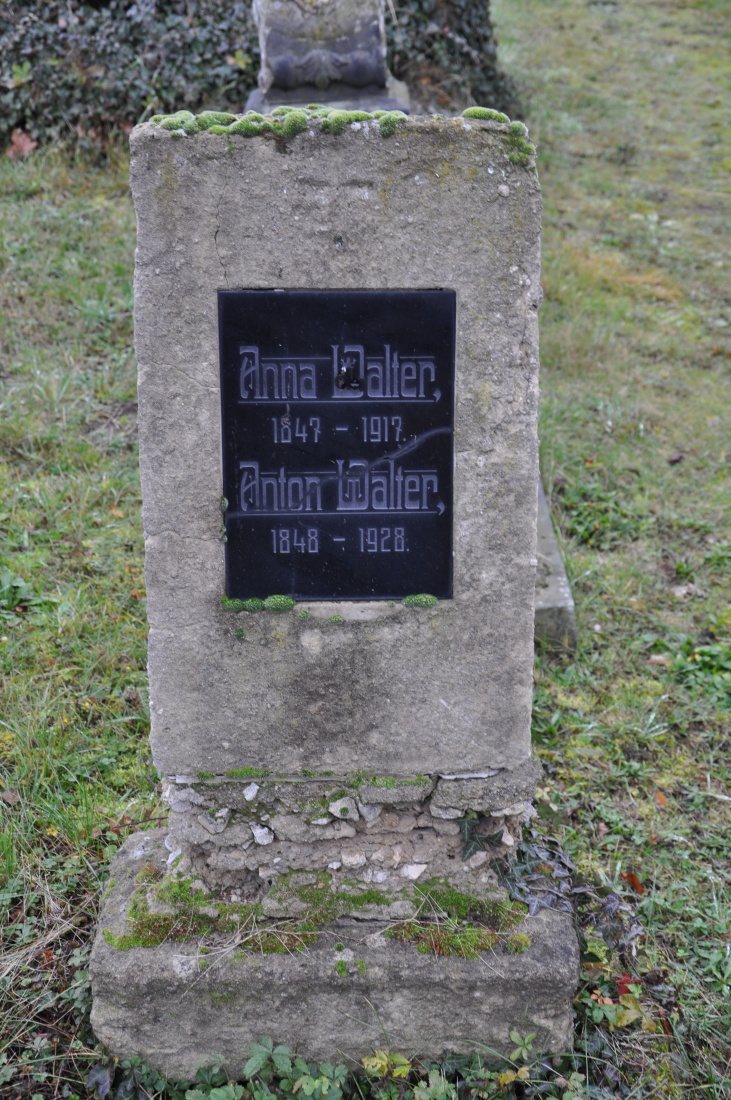 Anna Walter,
1847 - 1917.
Anton Walter,
1848 - 1928.